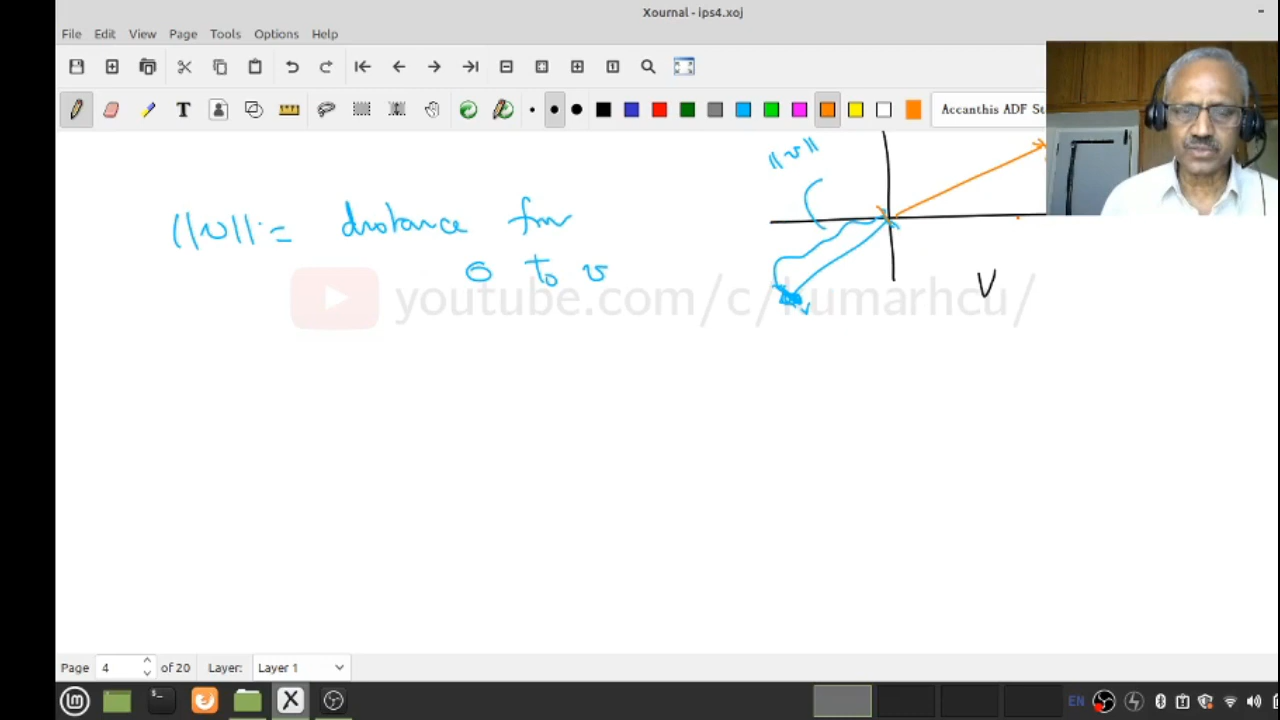 Xournal - ips4.xoj
File Edit View Page Tools Options Help
Accanthis ADF St
||v||
||v|| := distance from
0 to v
v
V
youtube.com/c/kumarhcu/
Page 4 of 20 Layer: Layer 1
EN